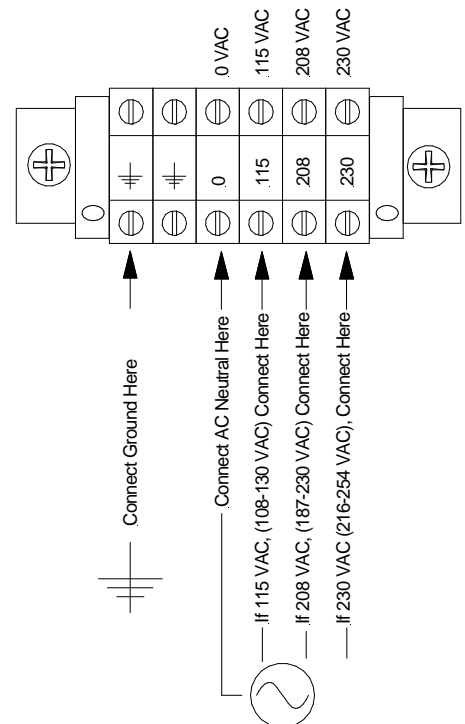 0 VAC
115 VAC
208 VAC
230 VAC
0
115
208
230
Connect Ground Here
Connect AC Neutral Here
If 115 VAC, (108-130 VAC) Connect Here
If 208 VAC, (187-230 VAC) Connect Here
If 230 VAC (216-254 VAC), Connect Here